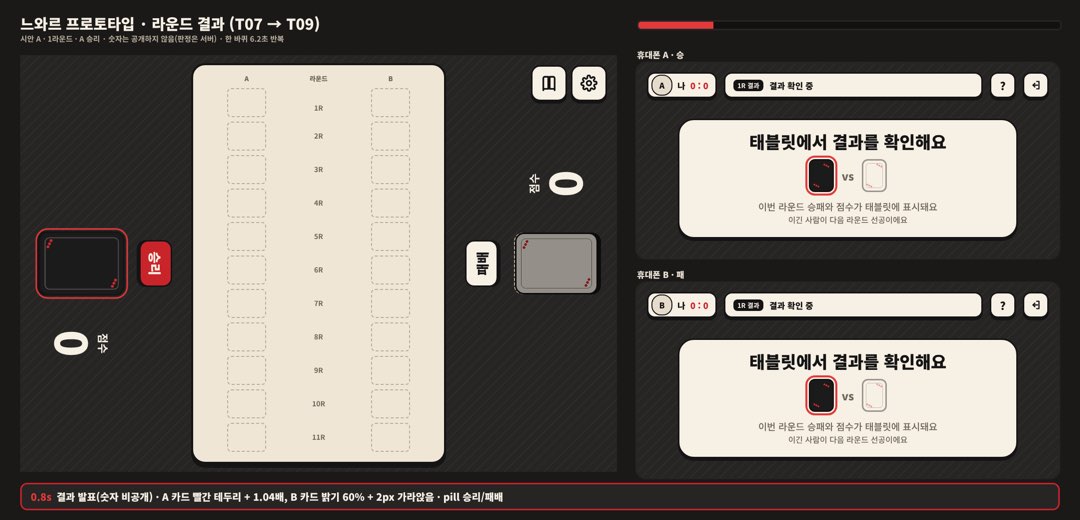 느와르 프로토타입 · 라운드 결과 (T07 → T09)
시안 A · 1라운드 · A 승리 · 숫자는 공개하지 않음(판정은 서버) · 한 바퀴 6.2초 반복
A 라운드 B
1R
2R
3R
4R
5R
6R
7R
8R
9R
10R
11R
승리
0 점수
점수 0
패배
휴대폰 A · 승
A 나 0 : 0
1R 결과 결과 확인 중
?
태블릿에서 결과를 확인해요
VS
이번 라운드 승패와 점수가 태블릿에 표시돼요
이긴 사람이 다음 라운드 선공이에요
휴대폰 B · 패
B 나 0 : 0
1R 결과 결과 확인 중
?
태블릿에서 결과를 확인해요
VS
이번 라운드 승패와 점수가 태블릿에 표시돼요
이긴 사람이 다음 라운드 선공이에요
0.8s 결과 발표(숫자 비공개) · A 카드 빨간 테두리 + 1.04배, B 카드 밝기 60% + 2px 가라앉음 · pill 승리/패배